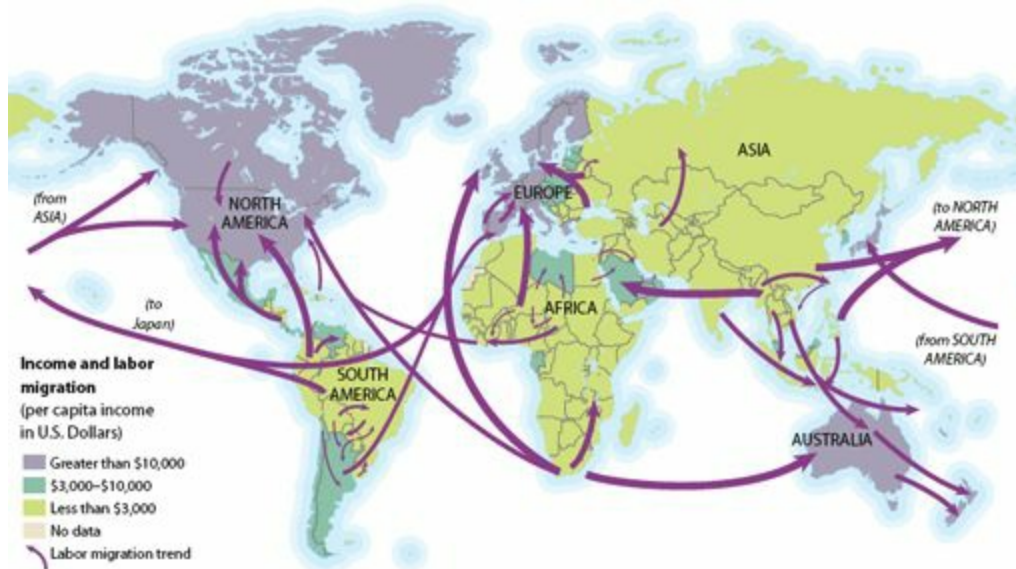 ASIA
(from
ASIA)
NORTH
AMERICA
EUROPE
(to NORTH
AMERICA)
(to
Japan)
AFRICA
(from SOUTH
AMERICA)
SOUTH
AMERICA
AUSTRALIA
Income and labor
migration
(per capita income
in U.S. Dollars)
Greater than $10,000
$3,000–$10,000
Less than $3,000
No data
Labor migration trend